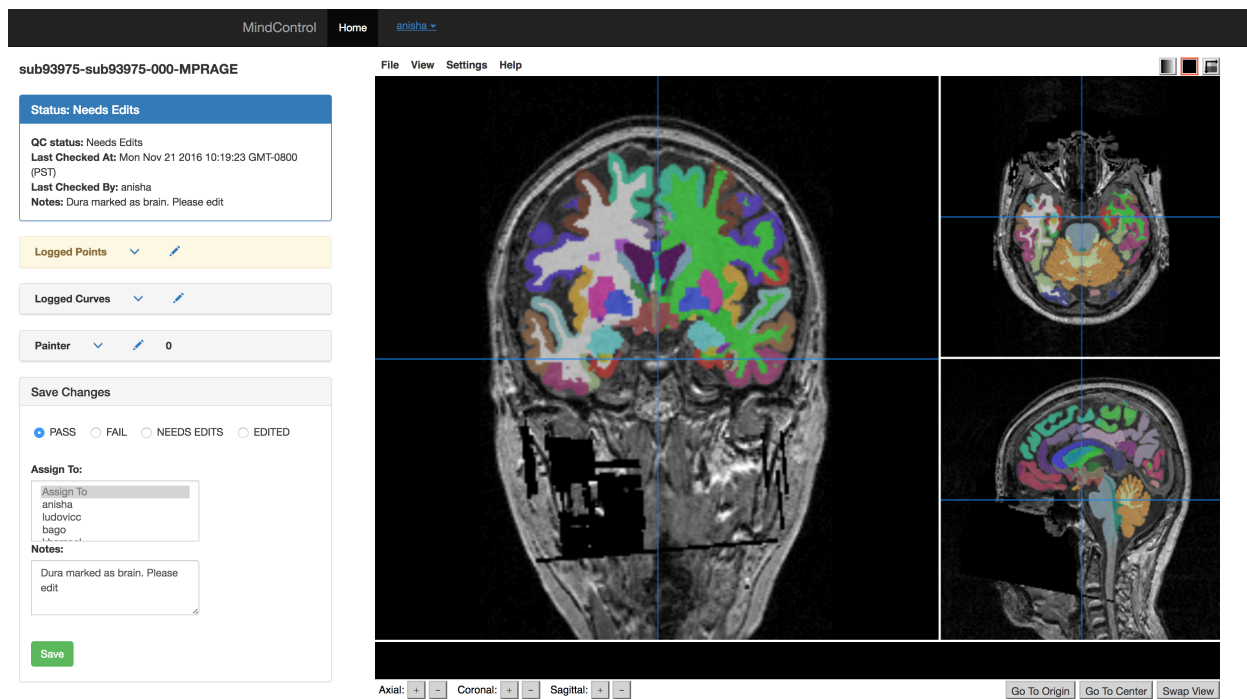 MindControl Home anisha
sub93975-sub93975-000-MPRAGE
Status: Needs Edits
QC status: Needs Edits
Last Checked At: Mon Nov 21 2016 10:19:23 GMT-0800
(PST)
Last Checked By: anisha
Notes: Dura marked as brain. Please edit
Logged Points
Logged Curves
Painter 0
Save Changes
PASS FAIL NEEDS EDITS EDITED
Assign To:
Assign To
anisha
ludovicc
bago
Notes:
Dura marked as brain. Please
edit
Save
File View Settings Help
Axial: + - Coronal: + - Sagittal: + -
Go To Origin Go To Center Swap View